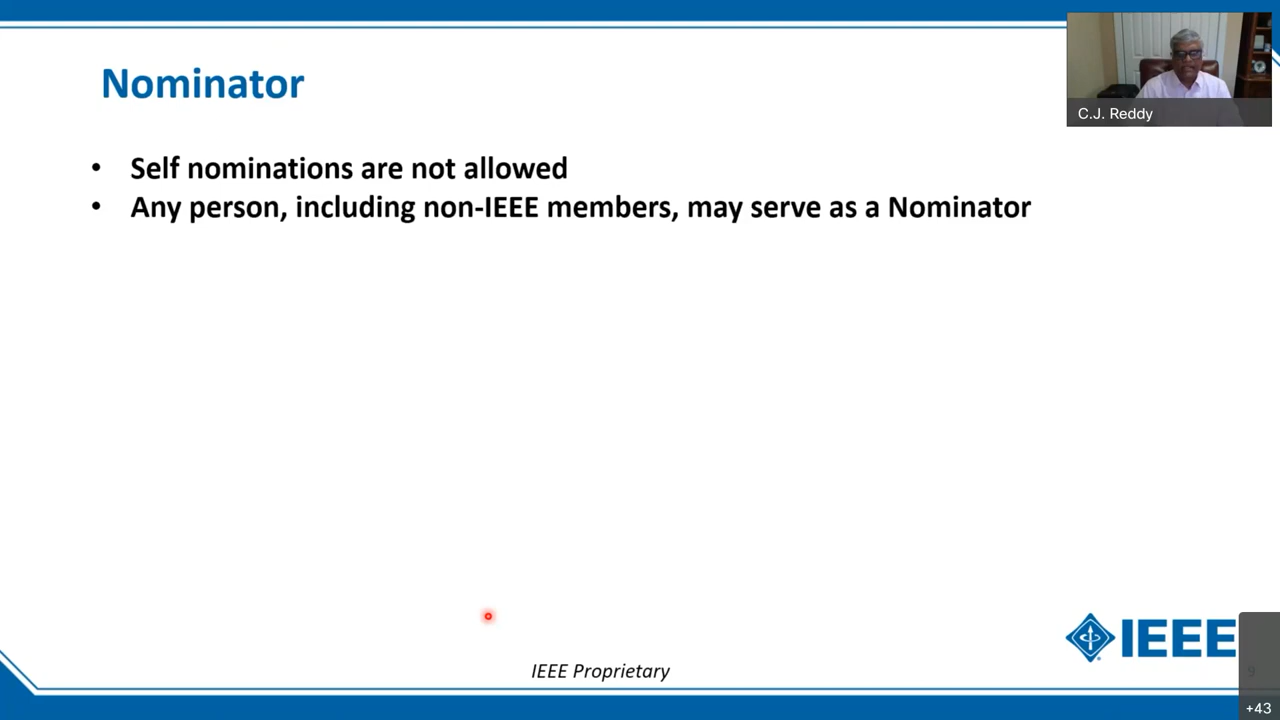 Nominator
C.J. Reddy
• Self nominations are not allowed
• Any person, including non-IEEE members, may serve as a Nominator
IEEE
IEEE Proprietary
9
+43